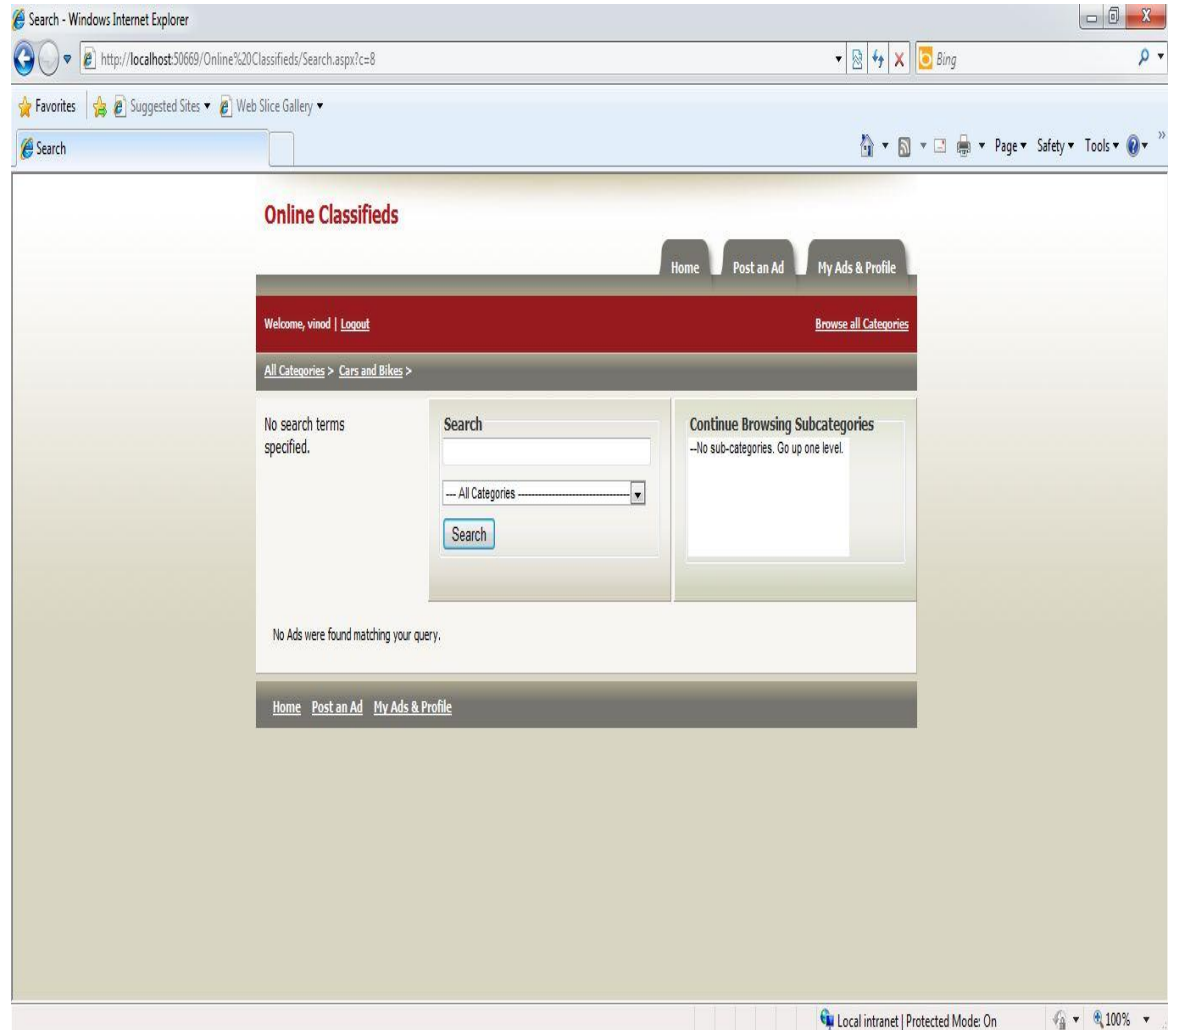 Search - Windows Internet Explorer
http://localhost:50669/Online%20Classifieds/Search.aspx?c=8
Bing
Favorites
Suggested Sites
Web Slice Gallery
Search
Page
Safety
Tools
»
Online Classifieds
Home
Post an Ad
My Ads & Profile
Welcome, vinod | Logout
Browse all Categories
All Categories > Cars and Bikes >
No search terms
specified.
Search
--- All Categories ---------------------------------
Search
Continue Browsing Subcategories
--No sub-categories. Go up one level.
No Ads were found matching your query.
Home Post an Ad My Ads & Profile
Local intranet | Protected Mode: On
100%